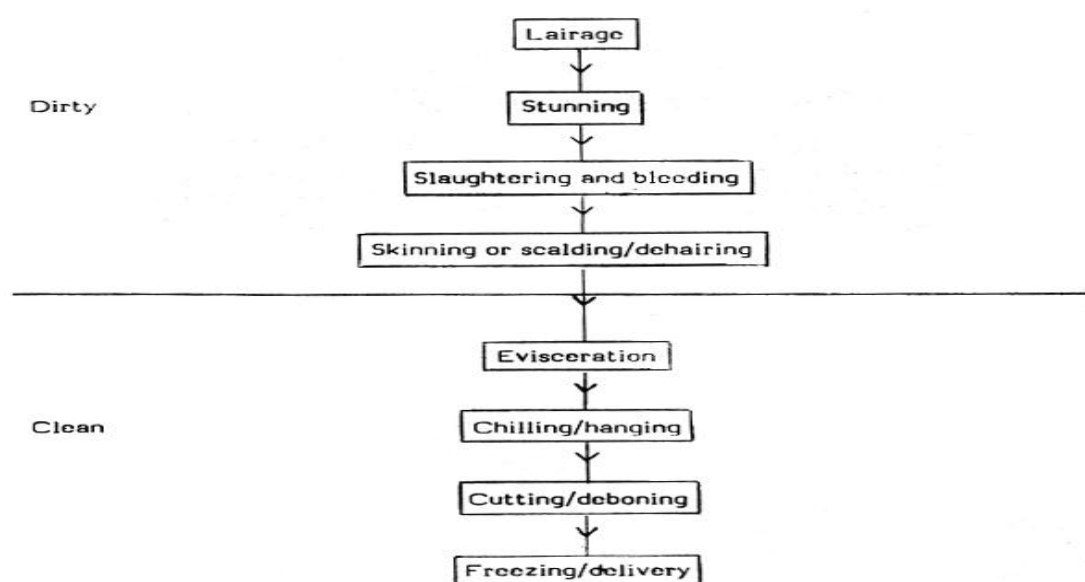 Lairage
Dirty
Stunning
Slaughtering and bleeding
Skinning or scalding/dehairing
Evisceration
Clean
Chilling/hanging
Cutting/deboning
Freezing/delivery